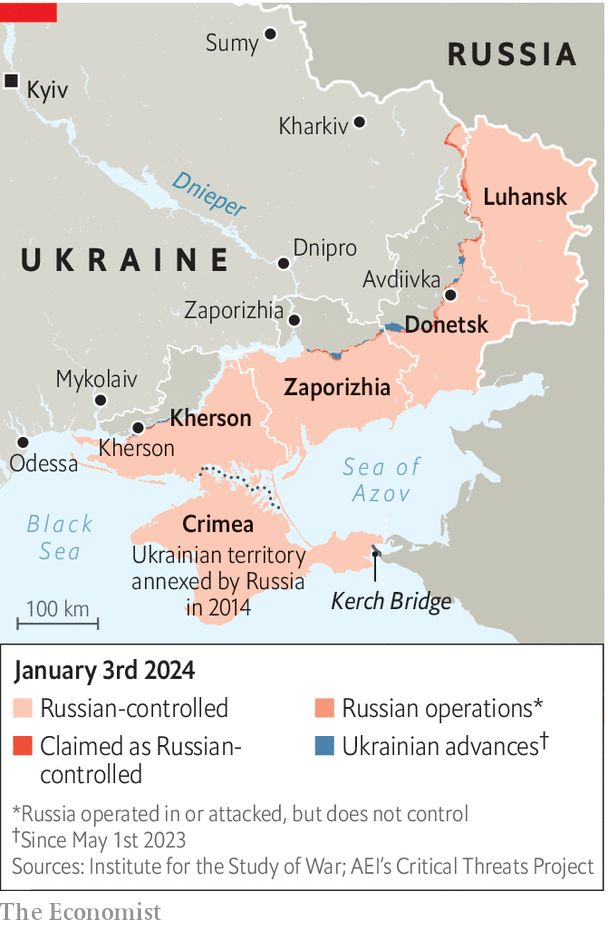 Sumy
RUSSIA
Kyiv
Kharkiv
Dnieper
Luhansk
UKRAINE
Dnipro
Avdiivka
Zaporizhia
Donetsk
Mykolaiv
Zaporizhia
Kherson
Kherson
Odessa
Sea of
Azov
Black
Sea
Crimea
Ukrainian territory
annexed by Russia
in 2014
Kerch Bridge
100 km
January 3rd 2024
Russian-controlled
Russian operations*
Claimed as Russian-
controlled
Ukrainian advances†
*Russia operated in or attacked, but does not control
†Since May 1st 2023
Sources: Institute for the Study of War; AEI’s Critical Threats Project
The Economist